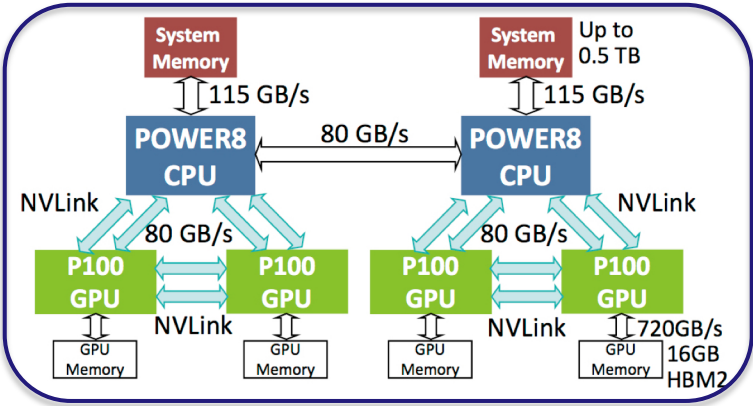 System
Memory
System
Memory
Up to
0.5 TB
115 GB/s
115 GB/s
POWER8
CPU
80 GB/s
POWER8
CPU
NVLink
NVLink
80 GB/s
80 GB/s
P100
GPU
P100
GPU
P100
GPU
P100
GPU
NVLink
NVLink
GPU
Memory
GPU
Memory
GPU
Memory
GPU
Memory
720GB/s
16GB
HBM2